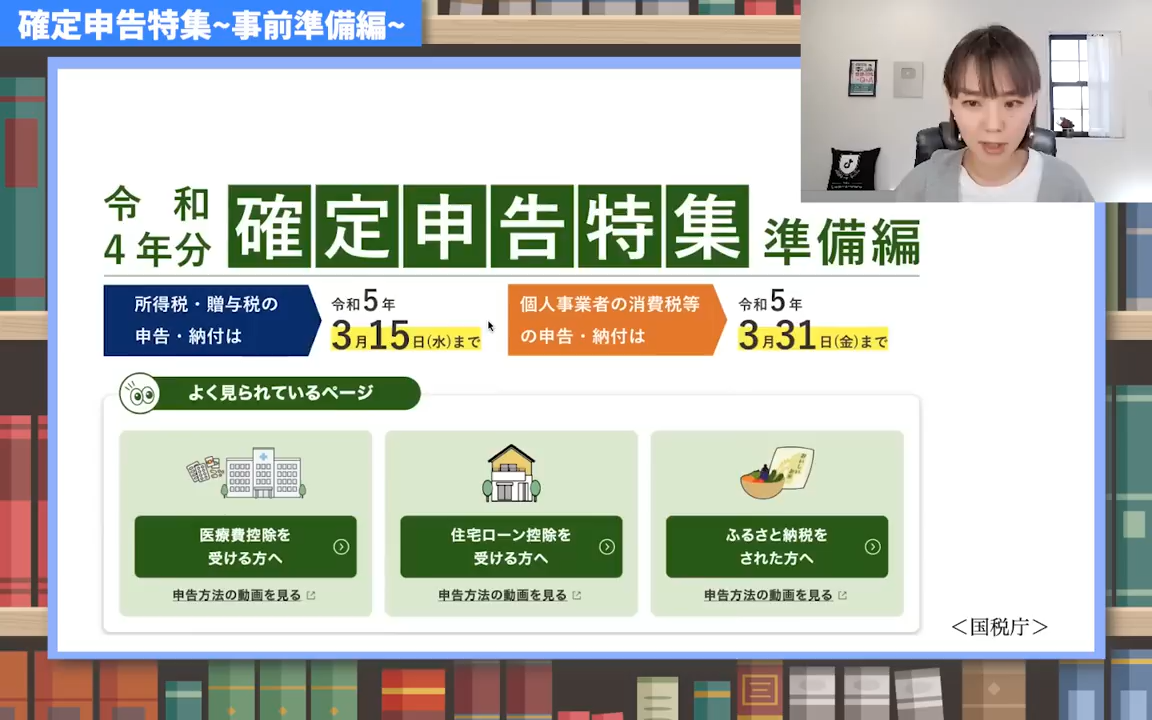 確定申告特集~事前準備編~
令和
4年分
確定申告特集
準備編
所得税・贈与税の
申告・納付は
令和5年
3月15日(水)まで
個人事業者の消費税等
の申告・納付は
令和5年
3月31日(金)まで
よく見られているページ
医療費控除を
受ける方へ
申告方法の動画を見る
住宅ローン控除を
受ける方へ
申告方法の動画を見る
ふるさと納税を
された方へ
申告方法の動画を見る
＜国税庁＞